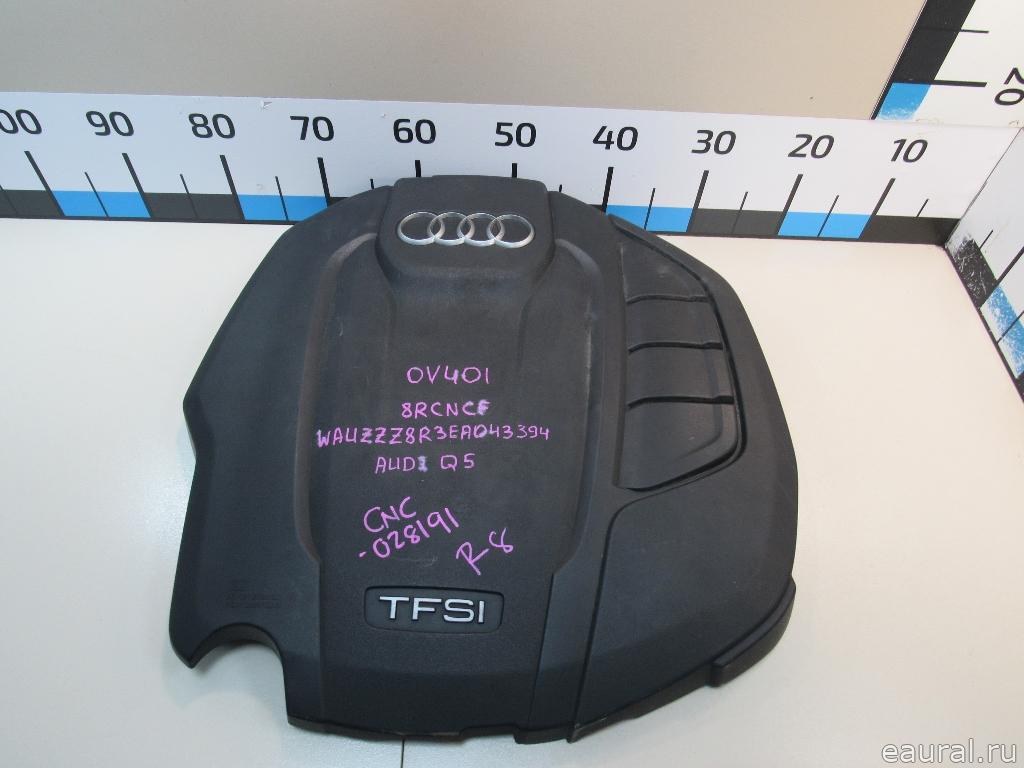 00 90 80 70 60 50 40 30 20 10
20
OV401
8RCNCF
WAUZZZ8R3EA043394
AUDI Q5
CNC
-028191
R8
TFSI
eaural.ru